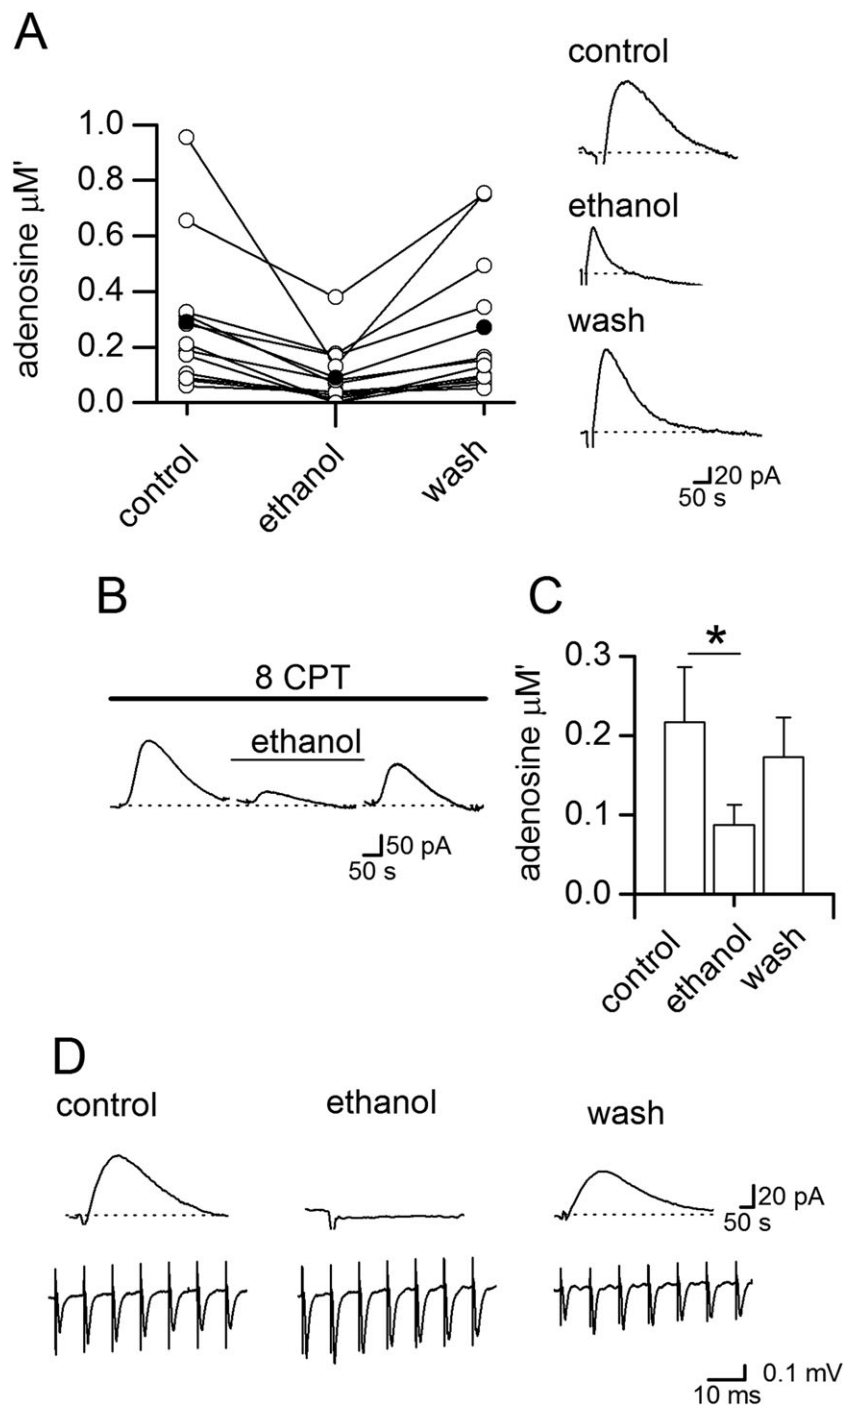 A
adenosine µM'
1.0
0.8
0.6
0.4
0.2
0.0
control
ethanol
wash
control
ethanol
wash
20 pA
50 s
B
8 CPT
ethanol
50 pA
50 s
C
adenosine µM'
0.3
0.2
0.1
0.0
*
control
ethanol
wash
D
control
ethanol
wash
20 pA
50 s
0.1 mV
10 ms